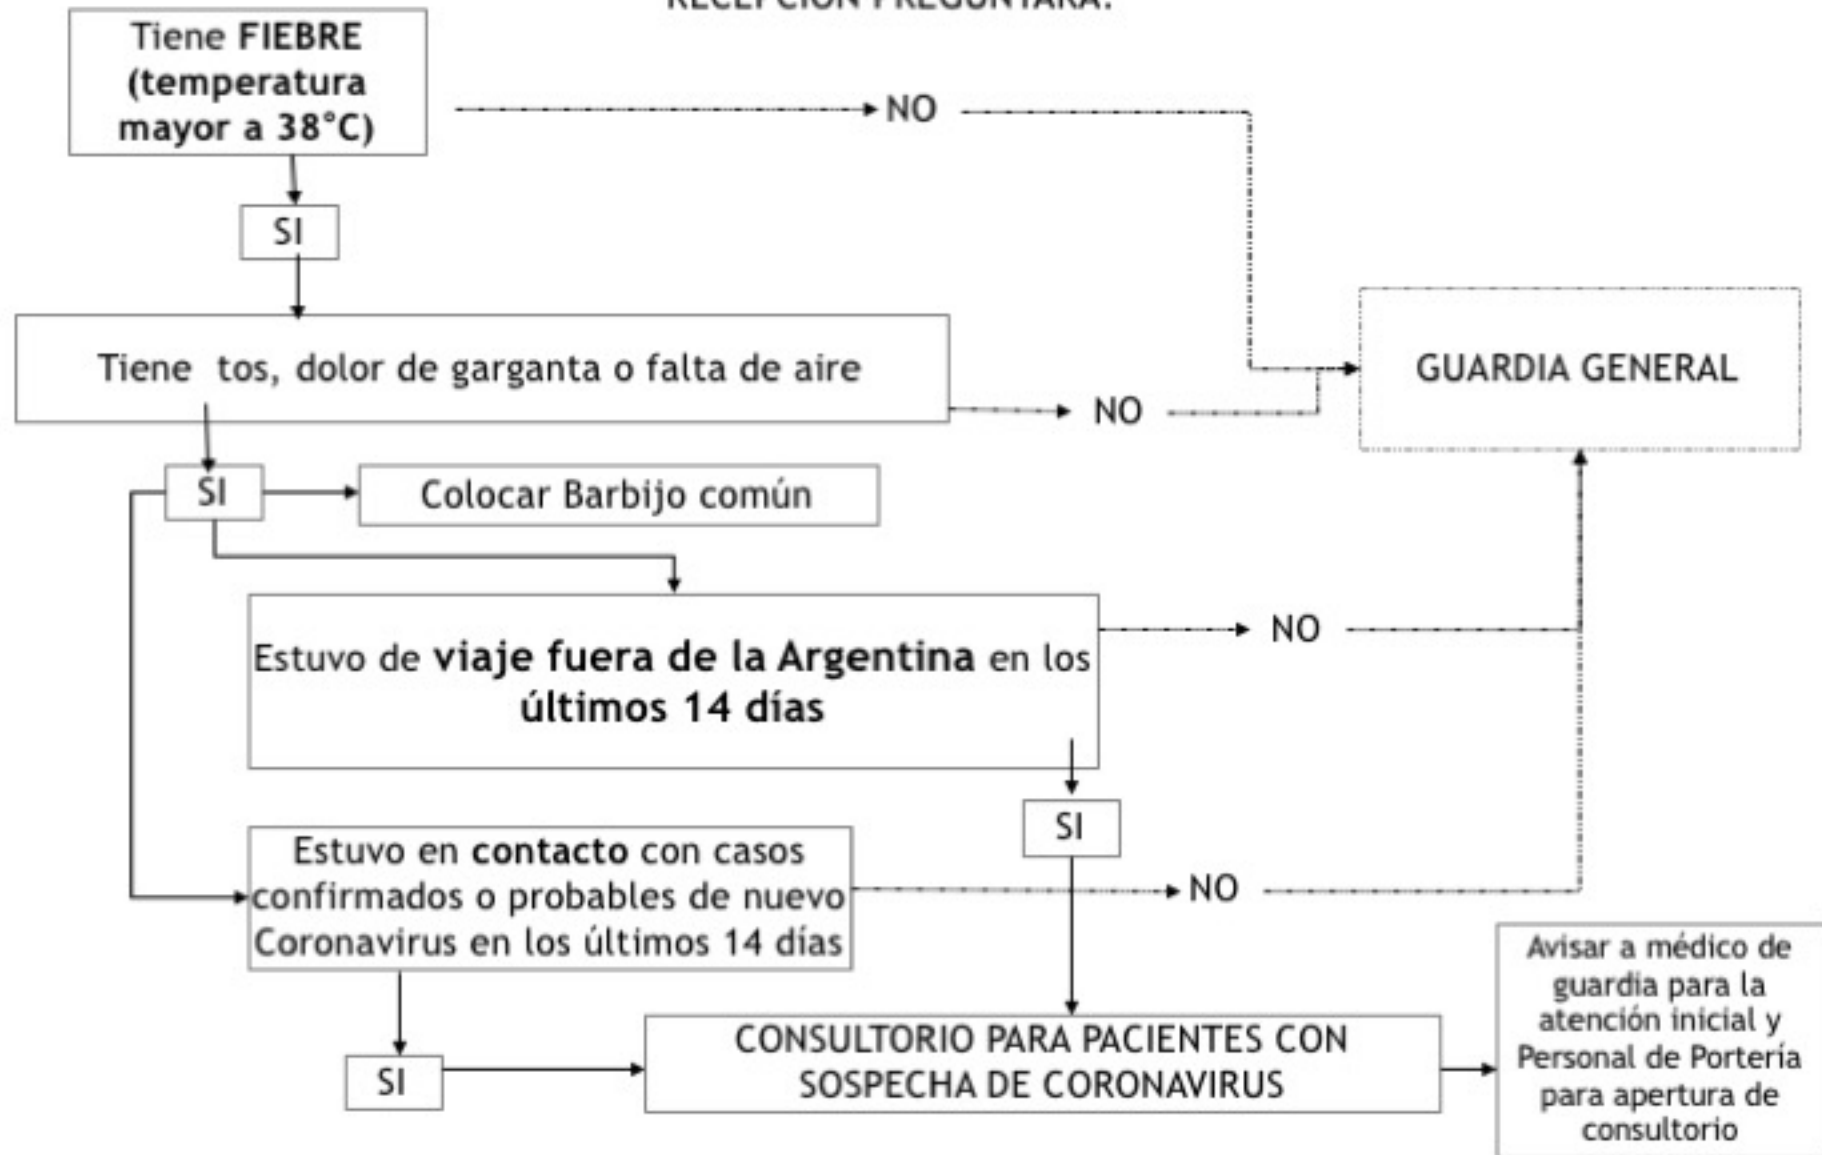 RECEPCIÓN PREGUNTARÁ:
Tiene FIEBRE
(temperatura
mayor a 38°C)
NO
SI
Tiene tos, dolor de garganta o falta de aire
GUARDIA GENERAL
NO
SI
Colocar Barbijo común
Estuvo de viaje fuera de la Argentina en los
últimos 14 días
NO
SI
Estuvo en contacto con casos
confirmados o probables de nuevo
Coronavirus en los últimos 14 días
NO
SI
CONSULTORIO PARA PACIENTES CON
SOSPECHA DE CORONAVIRUS
Avisar a médico de
guardia para la
atención inicial y
Personal de Portería
para apertura de
consultorio